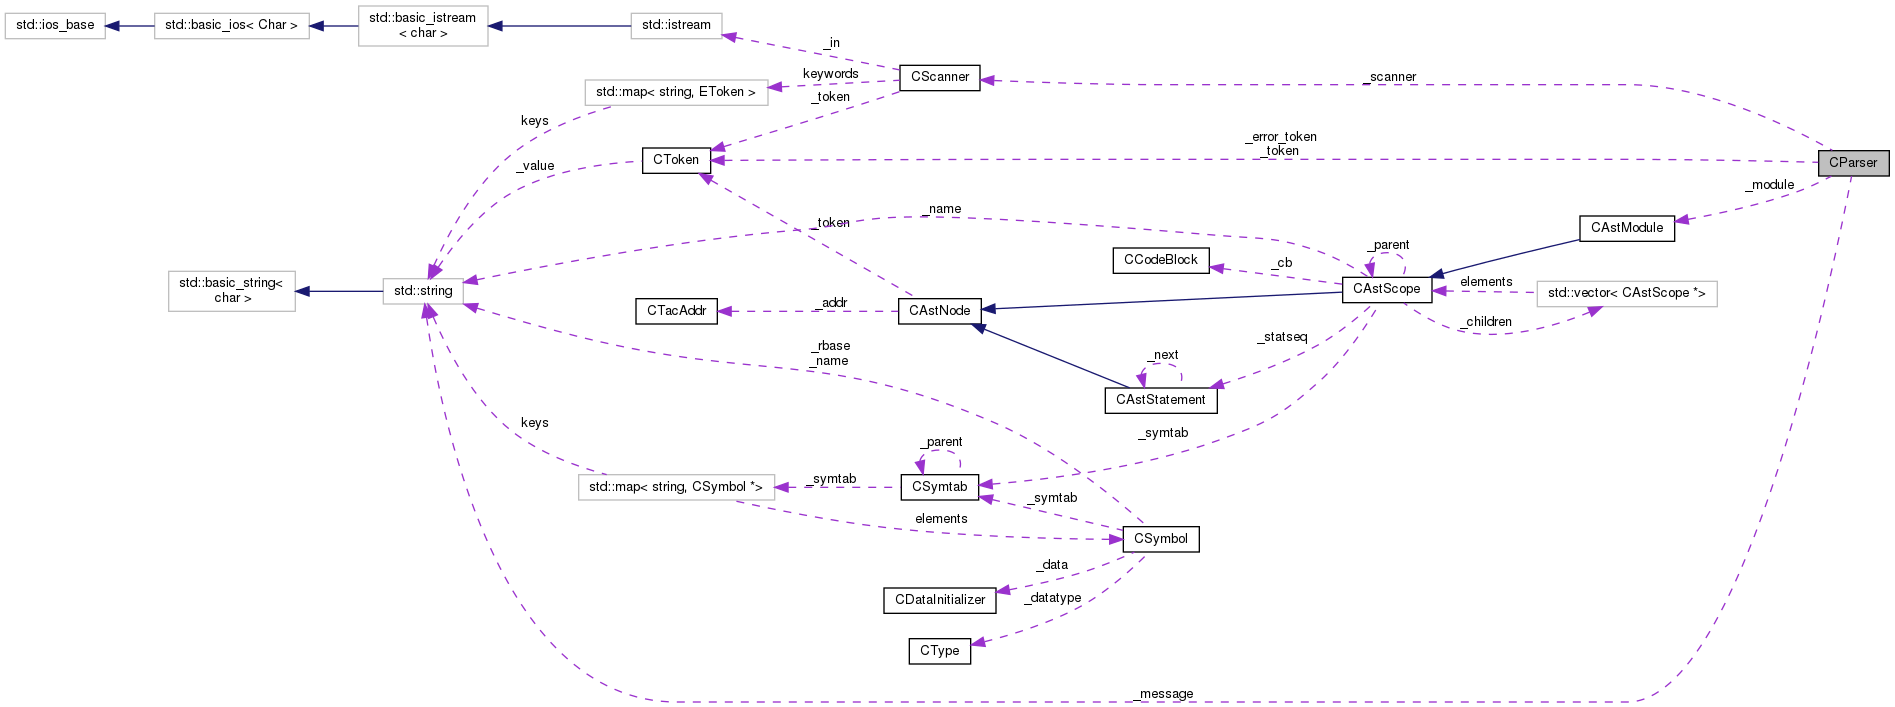 std::ios_base
std::basic_ios< Char >
std::basic_istream
< char >
std::istream
_in
keywords
CScanner
_scanner
std::map< string, EToken >
_token
keys
_error_token
_token
CToken
_value
CParser
_module
_name
_token
CAstModule
_parent
CCodeBlock
_cb
std::basic_string<
char >
std::string
CAstScope
elements
std::vector< CAstScope *>
_children
CTacAddr
_addr
CAstNode
_statseq
_rbase
_name
_next
CAstStatement
keys
_symtab
_parent
std::map< string, CSymbol *>
_symtab
CSymtab
_symtab
elements
CSymbol
_data
CDataInitializer
_datatype
CType
_message